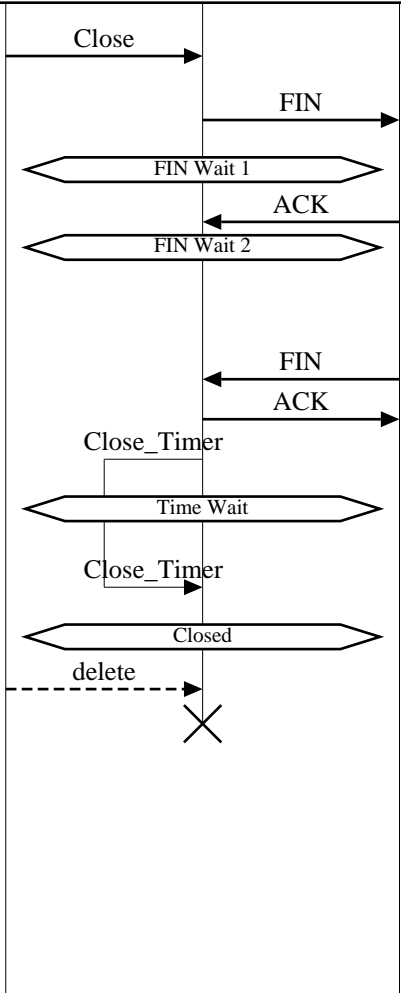 Close
FIN
FIN Wait 1
ACK
FIN Wait 2
FIN
ACK
Close_Timer
Time Wait
Close_Timer
Closed
delete